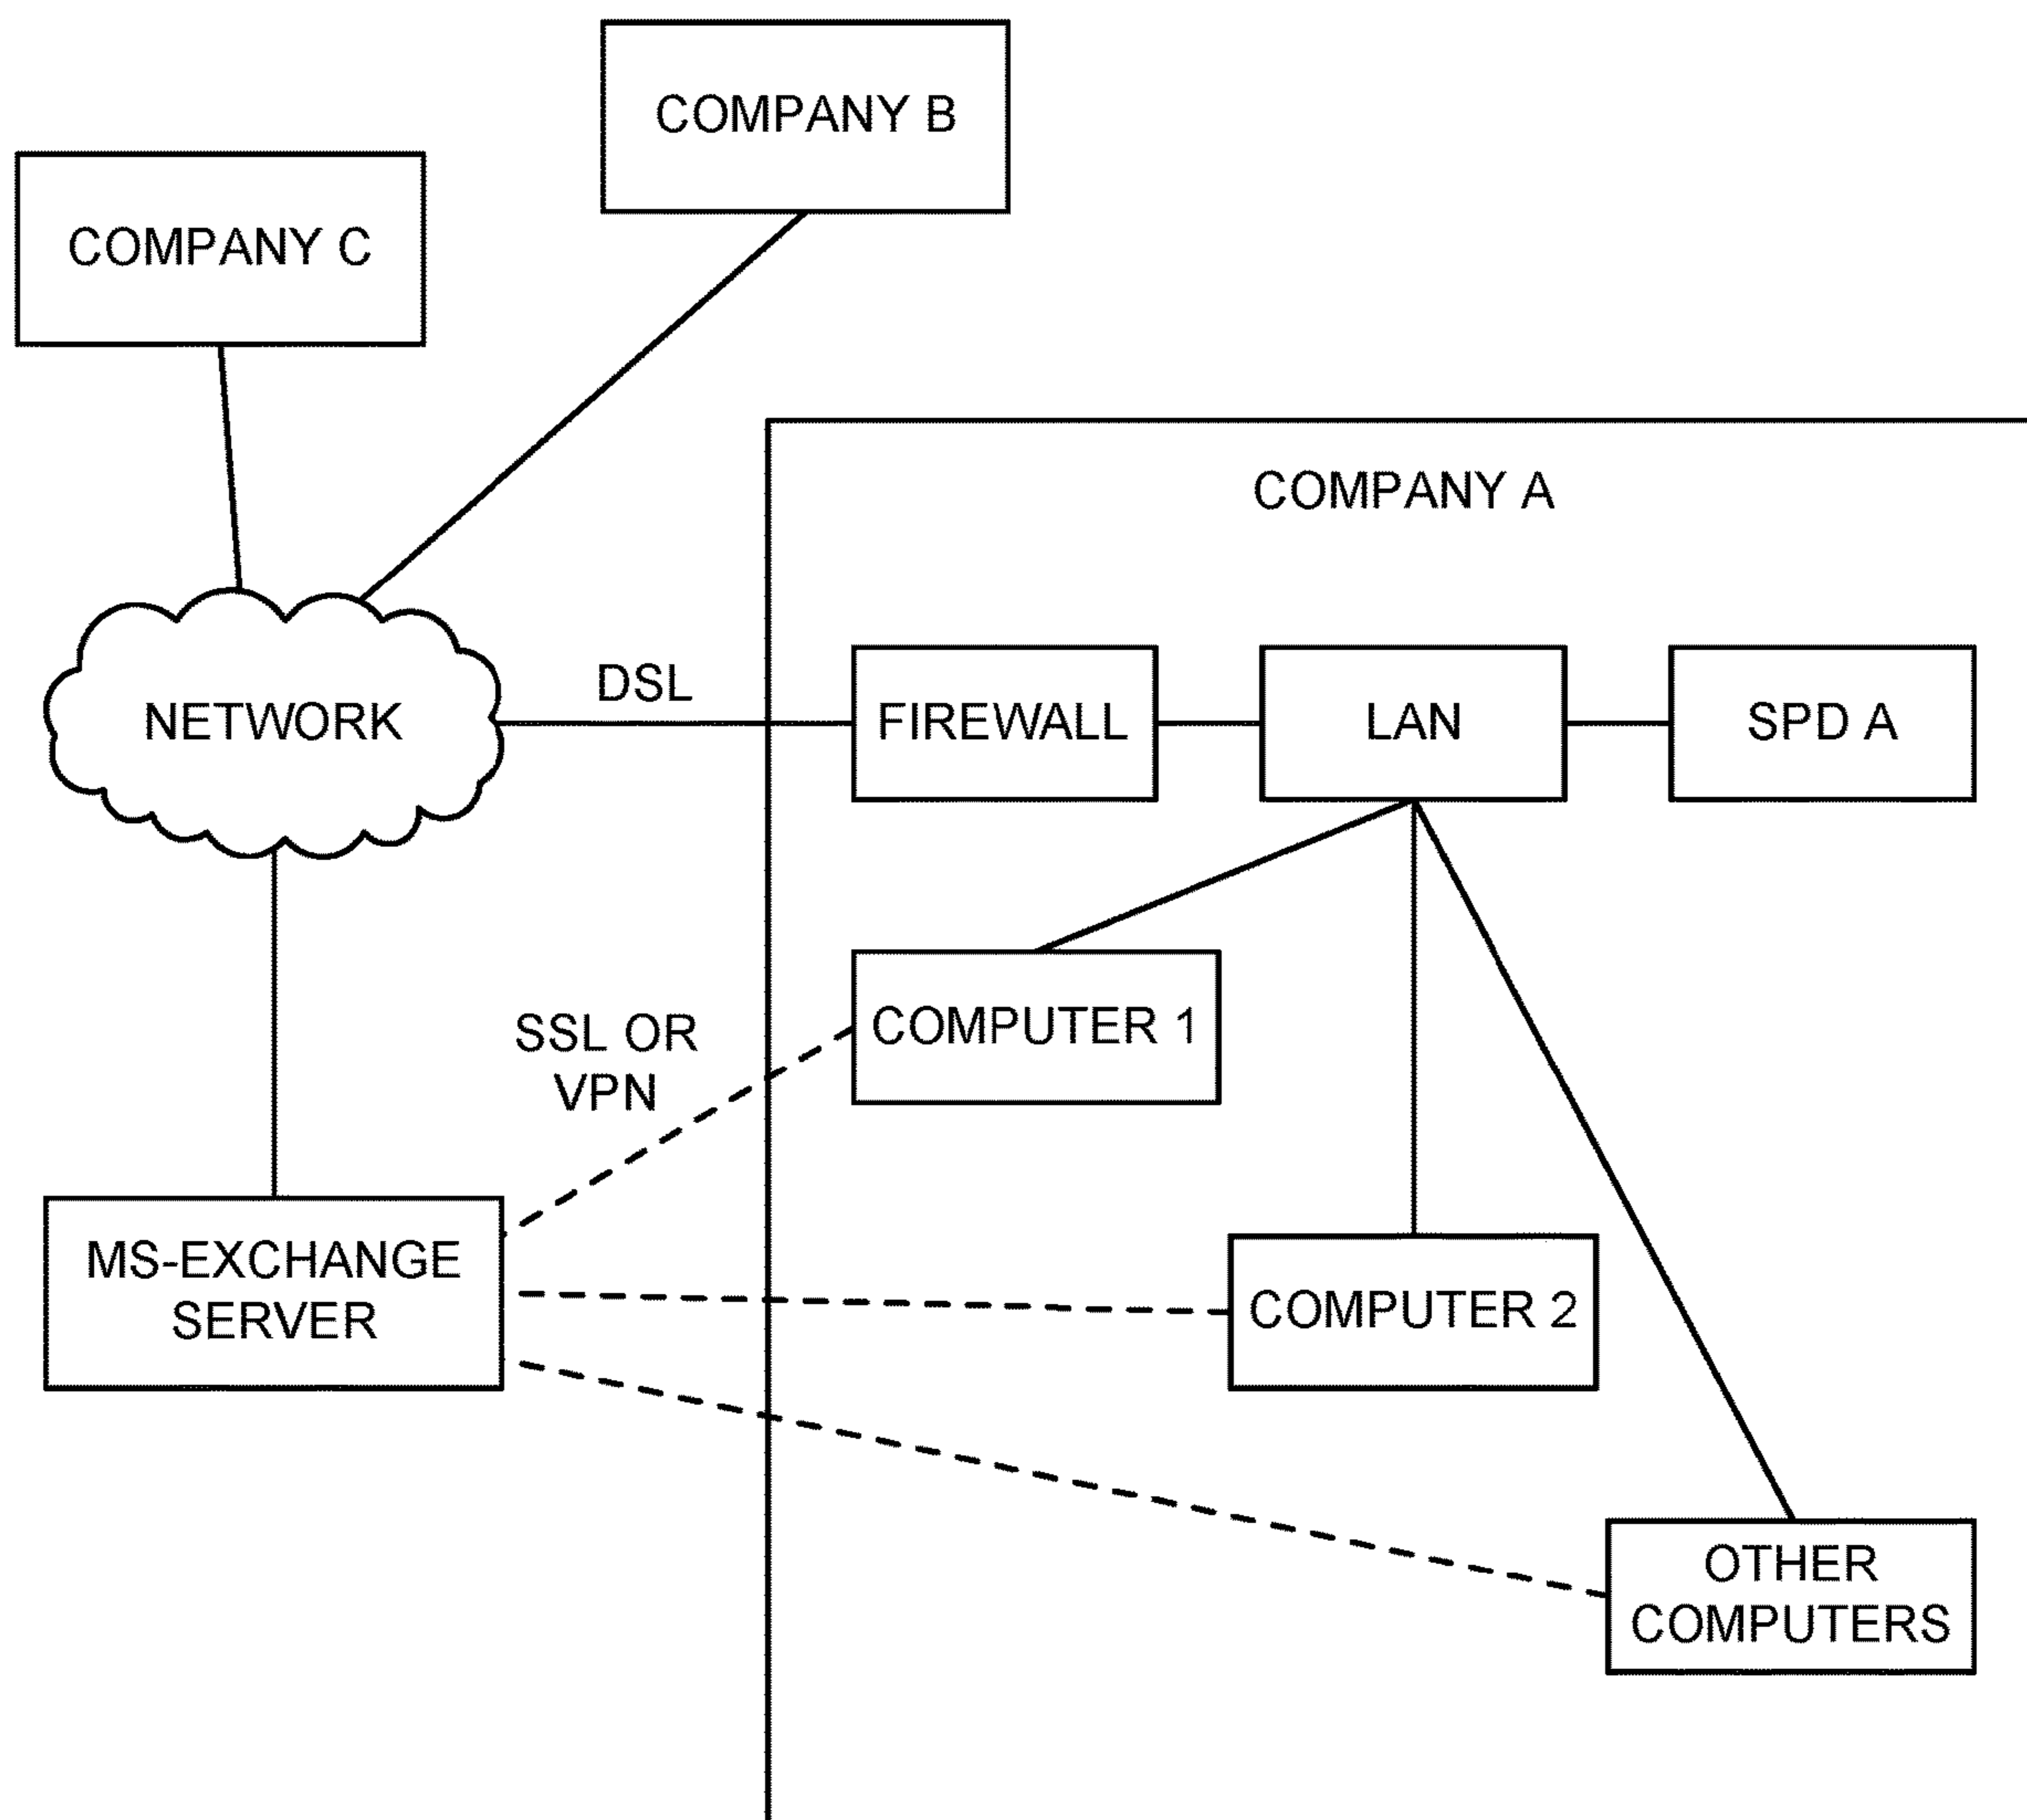 COMPANY B
COMPANY C
COMPANY A
DSL
NETWORK
FIREWALL
LAN
SPD A
SSL OR
VPN
COMPUTER 1
MS-EXCHANGE
SERVER
COMPUTER 2
OTHER
COMPUTERS